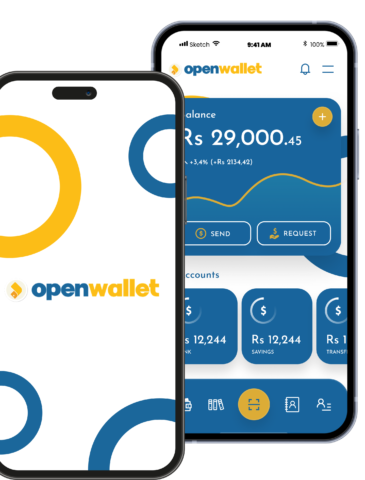 Sketch
9:41 AM
100%
openwallet
alance
Rs 29,000.45
+3,4% (+Rs 2134,42)
SEND
REQUEST
openwallet
ccounts
s 12,244
NK
Rs 12,244
SAVINGS
Rs 1
TRANSF